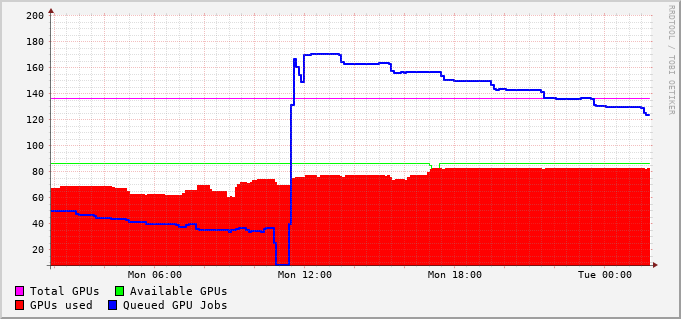 200
180
160
140
120
100
80
60
40
20
Mon 06:00 Mon 12:00 Mon 18:00 Tue 00:00
Total GPUs Available GPUs
GPUs used Queued GPU Jobs
RRDTOOL / TOBI OETIKER